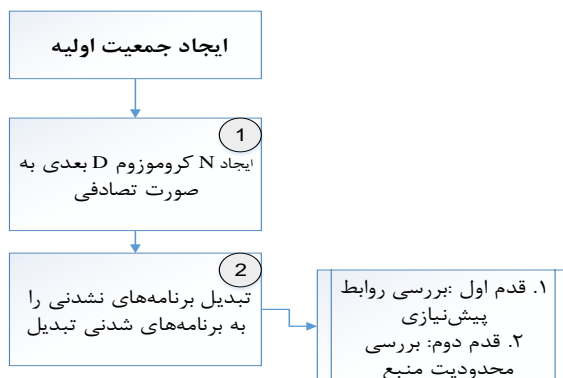 ایجاد جمعیت اولیه
1
ایجاد N کروموزوم D بعدی به
صورت تصادفی
2
تبدیل برنامه‌های نشدنی را
به برنامه‌های شدنی تبدیل
۱. قدم اول :بررسی روابط
پیش‌نیازی
۲. قدم دوم: بررسی
محدودیت منبع